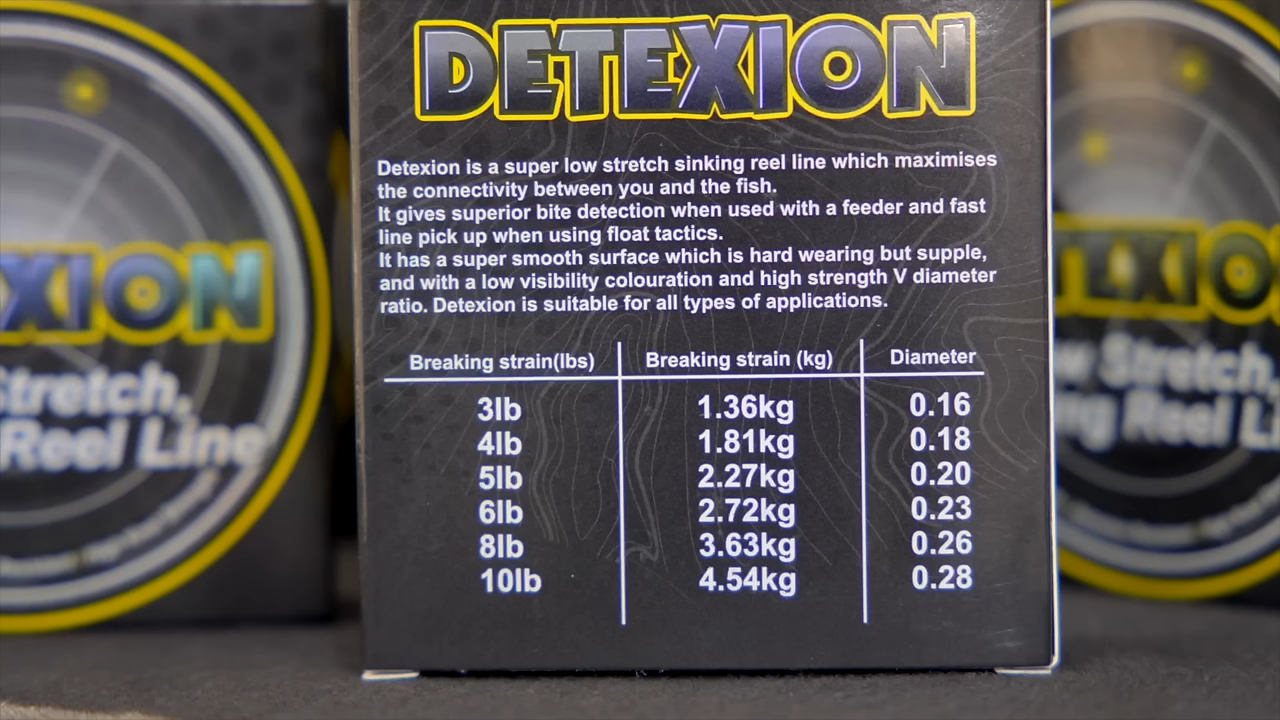 DETEXION
Detexion is a super low stretch sinking reel line which maximises
the connectivity between you and the fish.
It gives superior bite detection when used with a feeder and fast
line pick up when using float tactics.
It has a super smooth surface which is hard wearing but supple,
and with a low visibility colouration and high strength V diameter
ratio. Detexion is suitable for all types of applications.
Breaking strain(lbs) Breaking strain (kg) Diameter
3lb 1.36kg 0.16
4lb 1.81kg 0.18
5lb 2.27kg 0.20
6lb 2.72kg 0.23
8lb 3.63kg 0.26
10lb 4.54kg 0.28
XION
Stretch,
Reel Line
TEXIO
w Stretch,
ng Reel Li